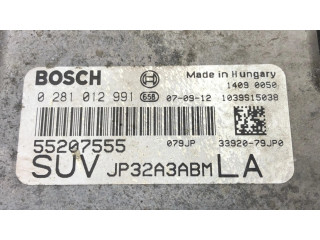 BOSCH Made in Hungary
1409 0050
0 281 012 991 658 07-09-12 1039S15038
55207555 079JP 33920-79JP0
SUV JP32A3ABM LA